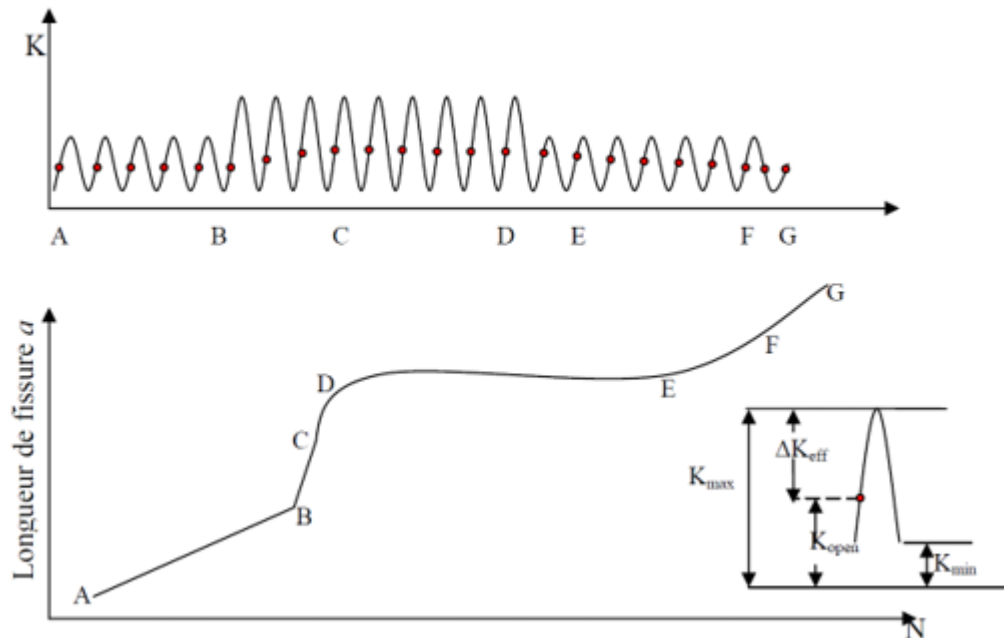 K
A B C D E F G
Longueur de fissure a
A
B
C
D
E
F
G
N
ΔKeff
Kmax
Kopen
Kmin